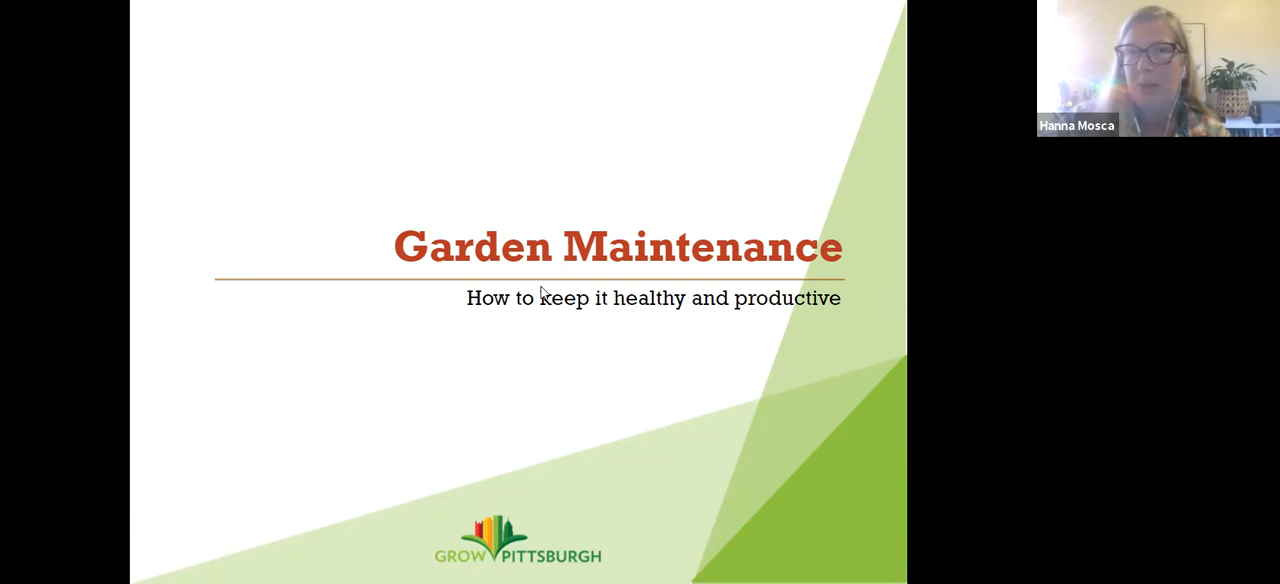 Garden Maintenance
How to keep it healthy and productive
GROW PITTSBURGH
Hanna Mosca